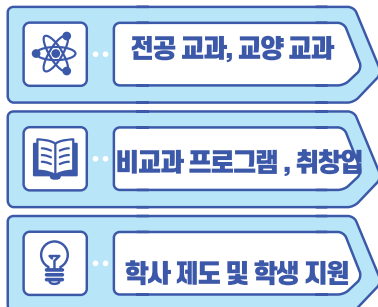 전공 교과, 교양 교과
비교과 프로그램 , 취창업
학사 제도 및 학생 지원